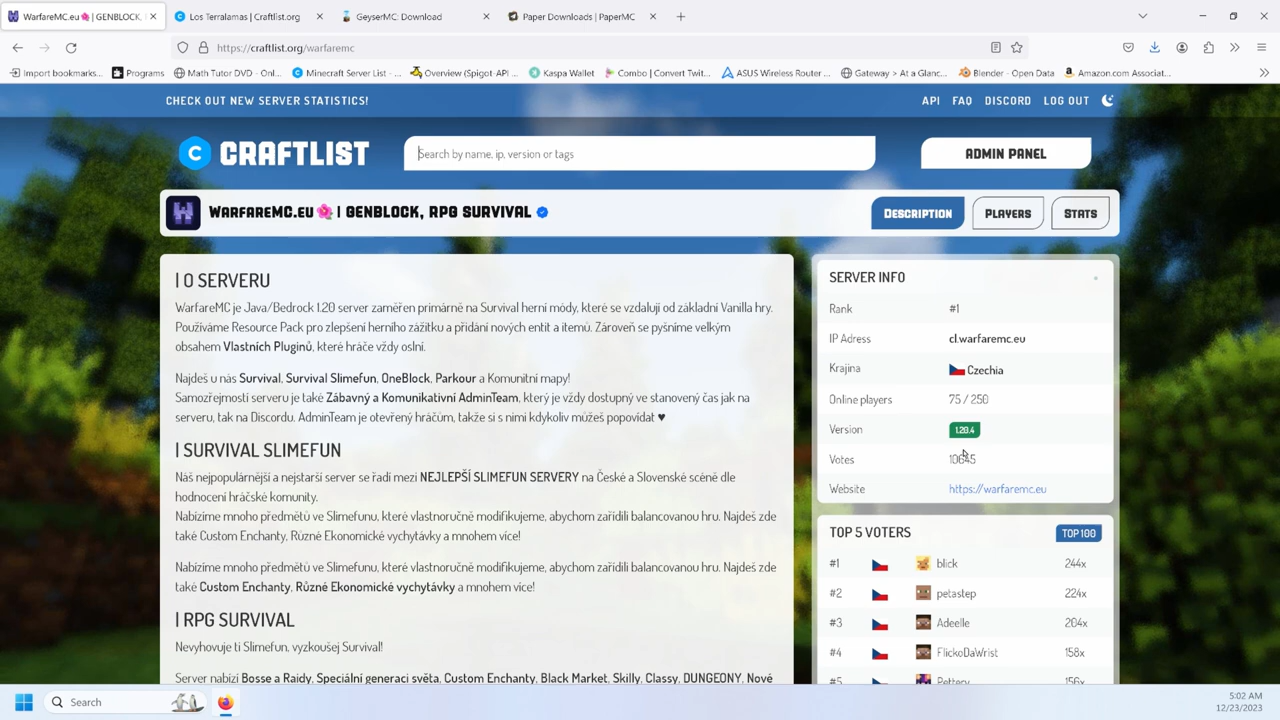 WarfareMC.eu🌺 | GENBLOCK,
Los Terralamas | Craftlist.org
GeyserMC: Download
Paper Downloads | PaperMC
https://craftlist.org/warfaremc
Import bookmarks...
Programs
Math Tutor DVD - Onl...
Minecraft Server List - ...
Overview (Spigot-API ...
Kaspa Wallet
Combo | Convert Twit...
ASUS Wireless Router ...
Gateway > At a Glanc...
Blender - Open Data
Amazon.com Associat...
CHECK OUT NEW SERVER STATISTICS!
API
FAQ
DISCORD
LOG OUT
C CRAFTLIST
Search by name, ip, version or tags
ADMIN PANEL
WarfareMC.eu🌺 | GENBLOCK, RPG SURVIVAL
Description
Players
Stats
| O SERVERU
WarfareMC je Java/Bedrock 1.20 server zaměřen primárně na Survival herní módy, které se vzdalují od základní Vanilla hry.
Používáme Resource Pack pro zlepšení herního zážitku a přidání nových entit a itemů. Zároveň se pyšníme velkým
obsahem Vlastních Pluginů, které hráče vždy oslní.
Najdeš u nás Survival, Survival Slimefun, OneBlock, Parkour a Komunitní mapy!
Samozřejmostí serveru je také Zábavný a Komunikativní AdminTeam, který je vždy dostupný ve stanovený čas jak na
serveru, tak na Discordu. AdminTeam je otevřený hráčům, takže si s nimi kdykoliv můžeš popovídat ♥
| SURVIVAL SLIMEFUN
Náš nejpopulárnější a nejstarší server se řadí mezi NEJLEPŠÍ SLIMEFUN SERVERY na České a Slovenské scéně dle
hodnocení hráčské komunity.
Nabízíme mnoho předmětů ve Slimefunu, které vlastnoručně modifikujeme, abychom zařídili balancovanou hru. Najdeš zde
také Custom Enchanty, Různé Ekonomické vychytávky a mnohem více!
Nabízíme mnoho předmětů ve Slimefunu, které vlastnoručně modifikujeme, abychom zařídili balancovanou hru. Najdeš zde
také Custom Enchanty, Různé Ekonomické vychytávky a mnohem více!
| RPG SURVIVAL
Nevyhovuje ti Slimefun, vyzkoušej Survival!
Server nabízí Bosse a Raidy, Speciální generaci světa, Custom Enchanty, Black Market, Skilly, Classy, DUNGEONY, Nové
SERVER INFO
Rank #1
IP Adress cl.warfaremc.eu
Krajina Czechia
Online players 75 / 250
Version 1.20.4
Votes 10645
Website https://warfaremc.eu
TOP 5 VOTERS TOP 100
#1 blick 244x
#2 petastep 224x
#3 Adeelle 204x
#4 FlickoDaWrist 158x
#5 Pettery 156x
Search
5:02 AM
12/23/2023